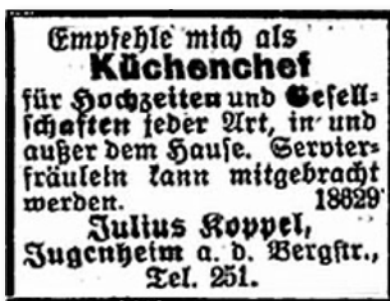 Empfehle mich als
Küchenchef
für Hochzeiten und Gesell-
schaften jeder Art, in und
außer dem Hause. Servier-
fräulein kann mitgebracht
werden. 18629
Julius Koppel,
Jugenheim a. d. Bergstr.,
Tel. 251.